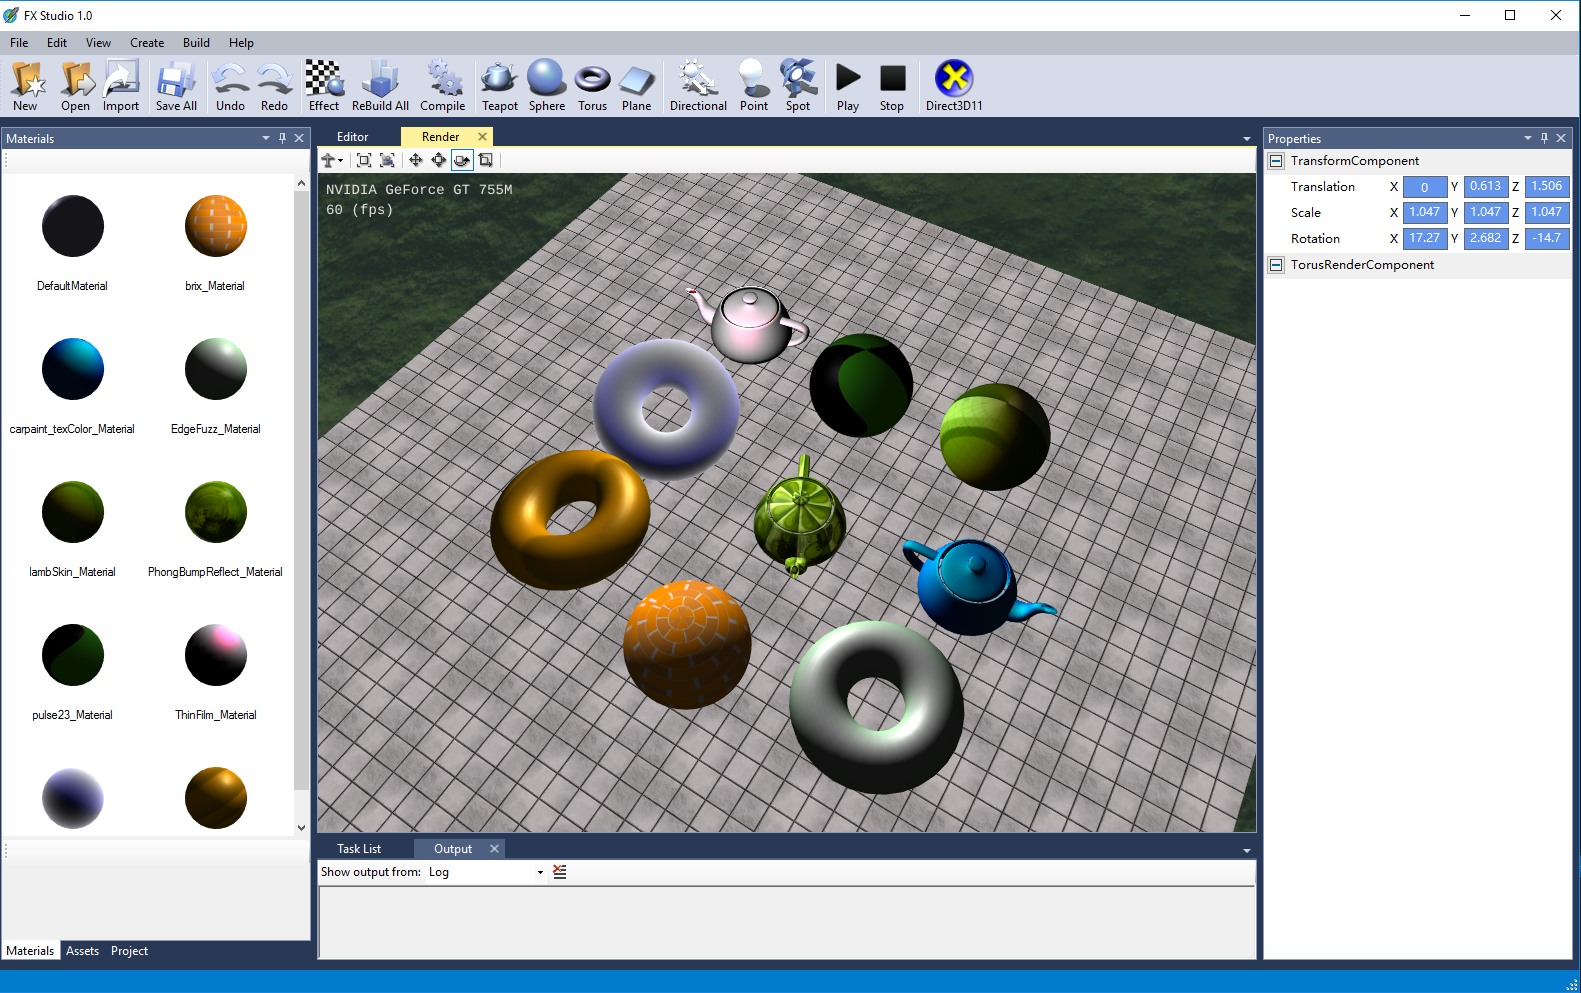 FX Studio 1.0
File Edit View Create Build Help
New Open Import Save All Undo Redo Effect ReBuild All Compile Teapot Sphere Torus Plane Directional Point Spot Play Stop Direct3D11
Materials
DefaultMaterial brix_Material
carpaint_texColor_Material EdgeFuzz_Material
lambSkin_Material PhongBumpReflect_Material
pulse23_Material ThinFilm_Material
Materials Assets Project
Editor Render
NVIDIA GeForce GT 755M
60 (fps)
Task List Output
Show output from: Log
Properties
TransformComponent
Translation X 0 Y 0.613 Z 1.506
Scale X 1.047 Y 1.047 Z 1.047
Rotation X 17.27 Y 2.682 Z -14.7
TorusRenderComponent